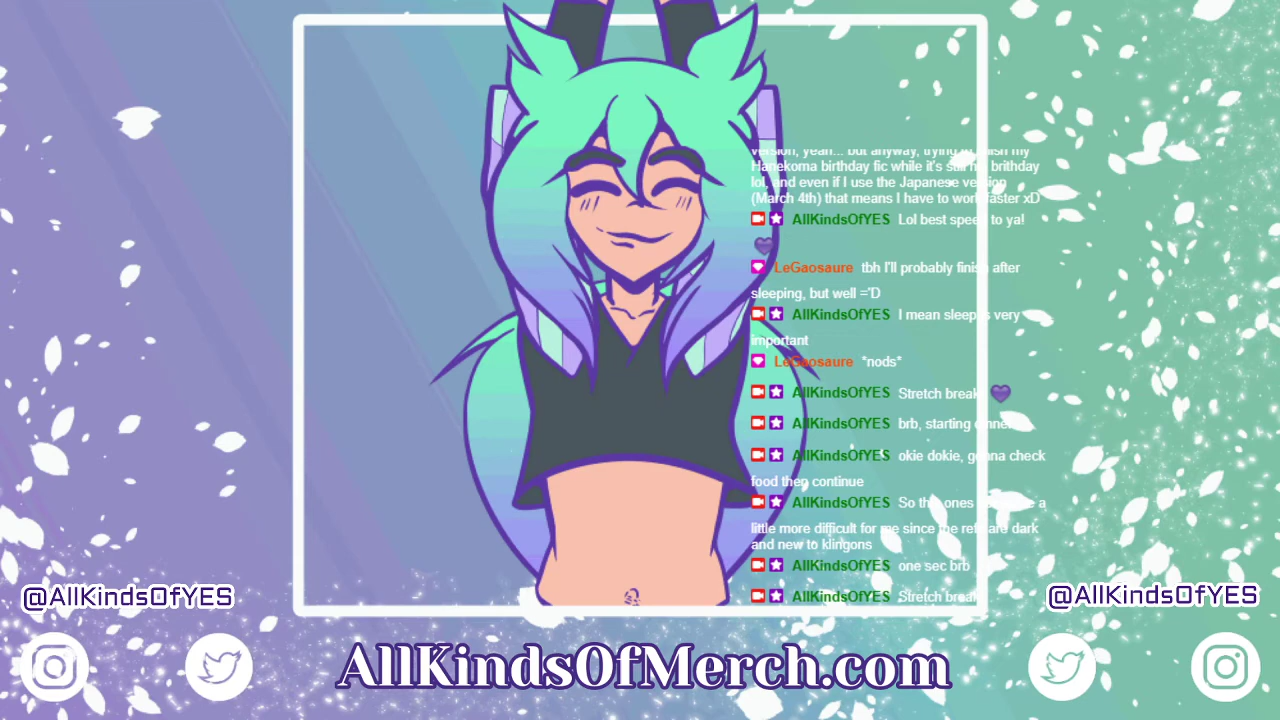 version, yeah... but anyway, trying to finish my
Hanekoma birthday fic while it's still his brithday
lol, and even if I use the Japanese version
(March 4th) that means I have to work faster xD
AllKindsOfYES Lol best speed to ya!
LeGaosaure tbh I'll probably finish after
sleeping, but well ='D
AllKindsOfYES I mean sleep is very
important
LeGaosaure *nods*
AllKindsOfYES Stretch break
AllKindsOfYES brb, starting dinner
AllKindsOfYES okie dokie, gonna check
food then continue
AllKindsOfYES So the ones a
little more difficult for me since the refs are dark
and new to klingons
AllKindsOfYES one sec brb
AllKindsOfYES Stretch break
@AllKindsOfYES
@AllKindsOfYES
AllKindsOfMerch.com